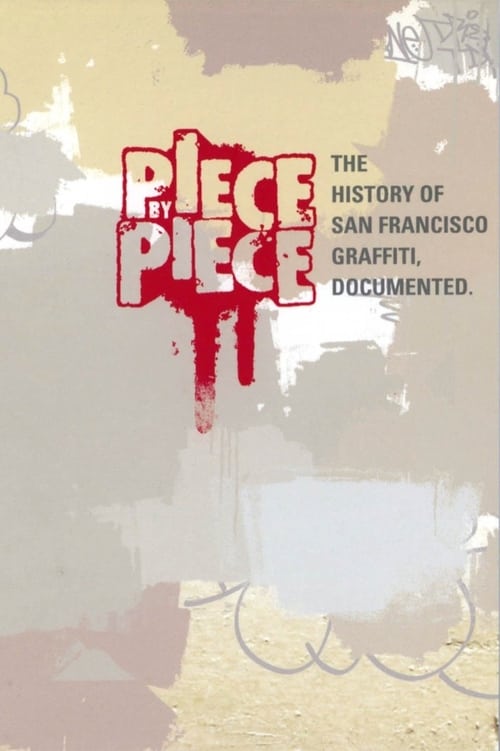 PIECE
BY
PIECE
THE
HISTORY OF
SAN FRANCISCO
GRAFFITI,
DOCUMENTED.